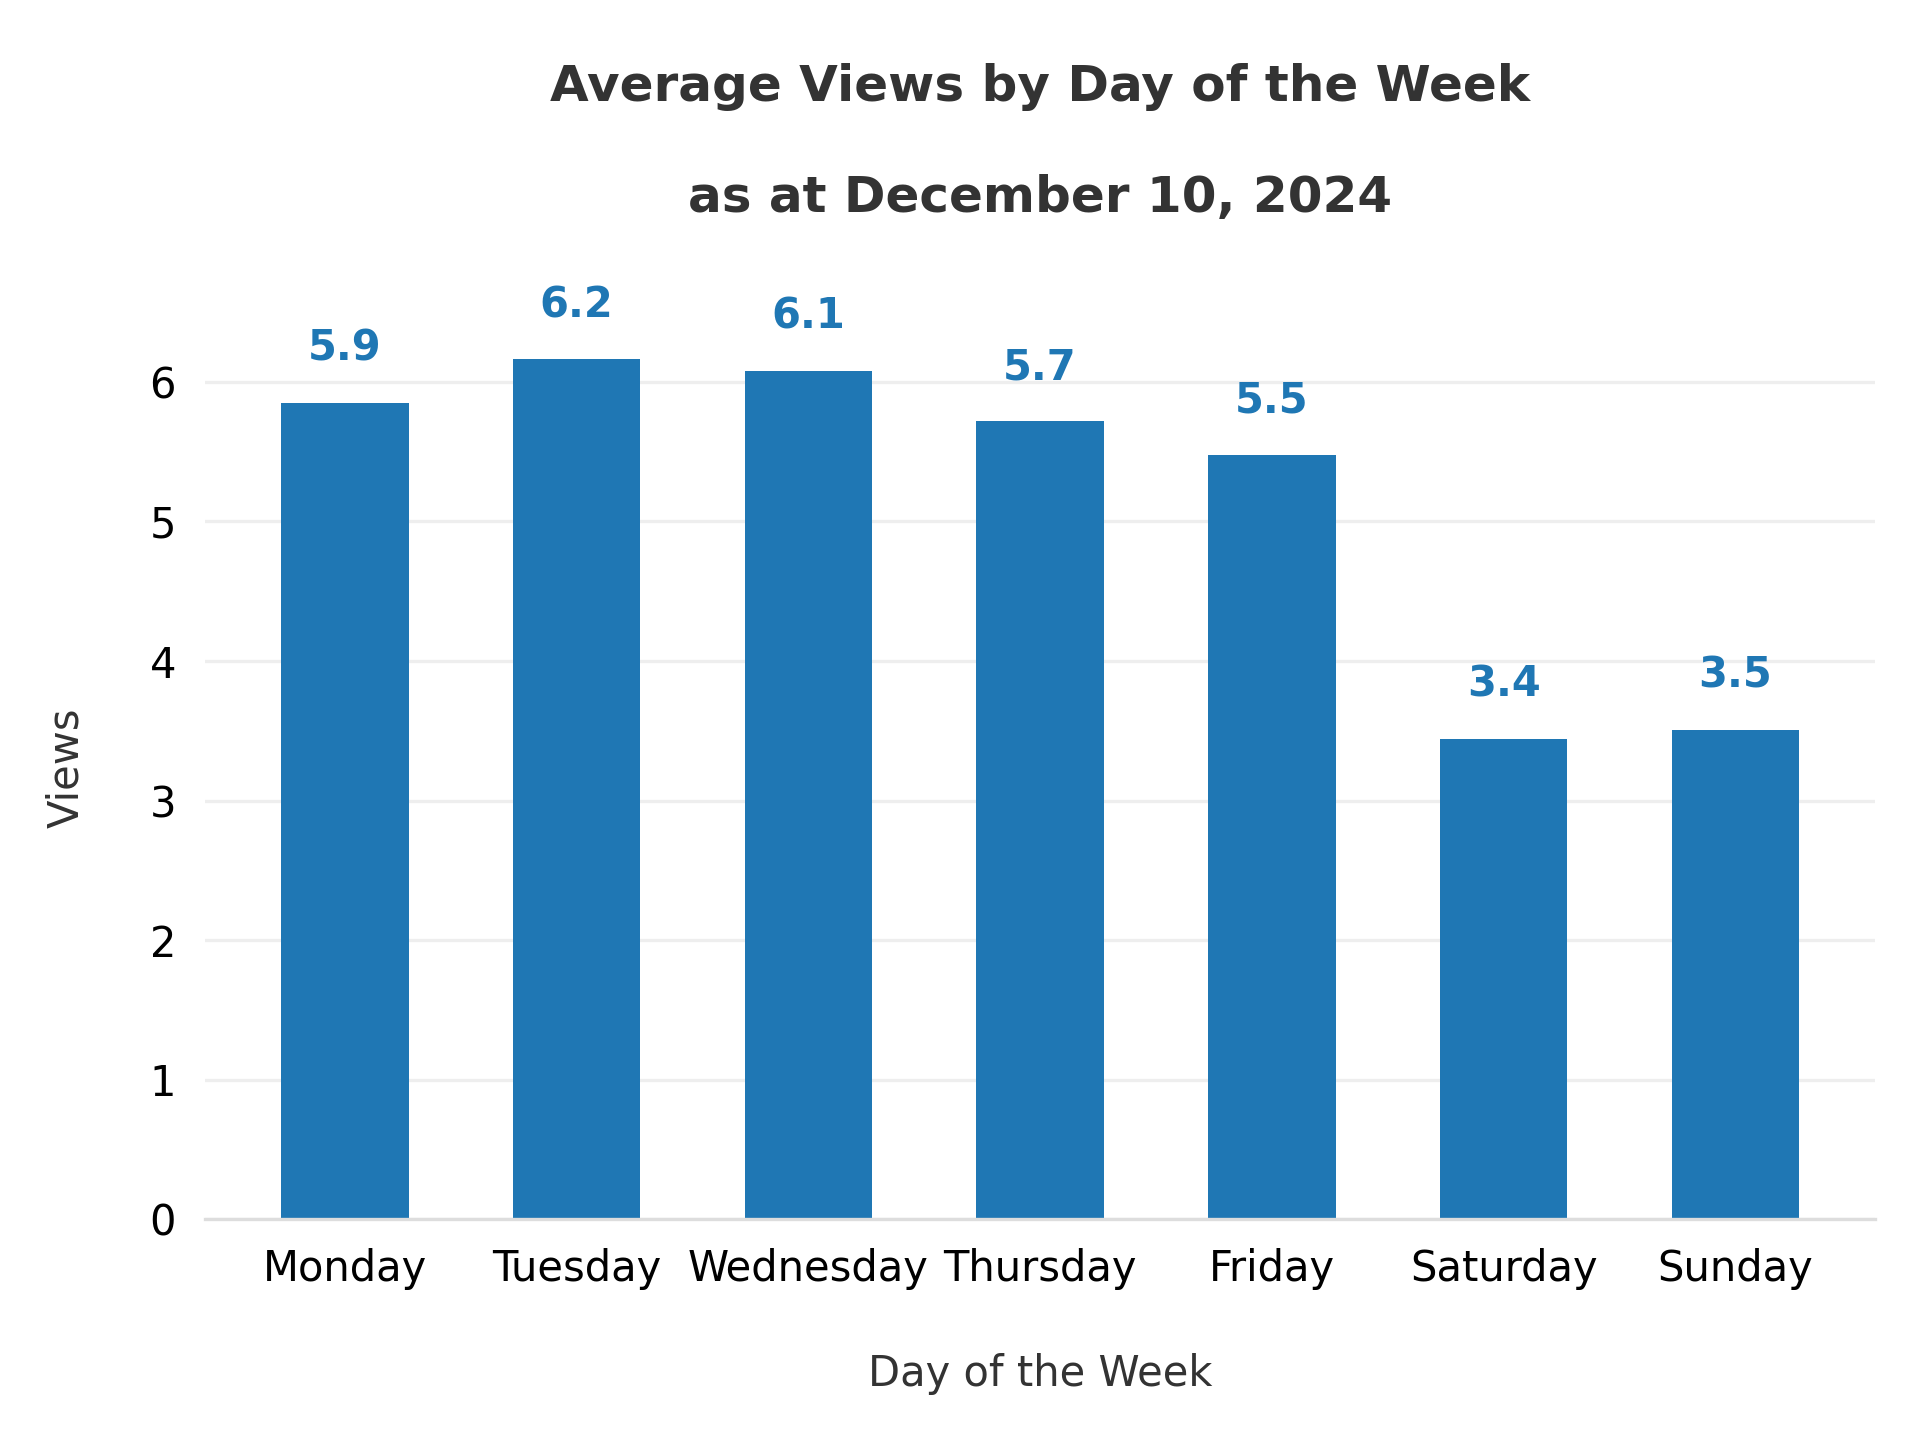 Average Views by Day of the Week
as at December 10, 2024
5.9
6.2
6.1
5.7
5.5
3.4
3.5
6
5
4
3
2
1
0
Views
Monday Tuesday Wednesday Thursday Friday Saturday Sunday
Day of the Week